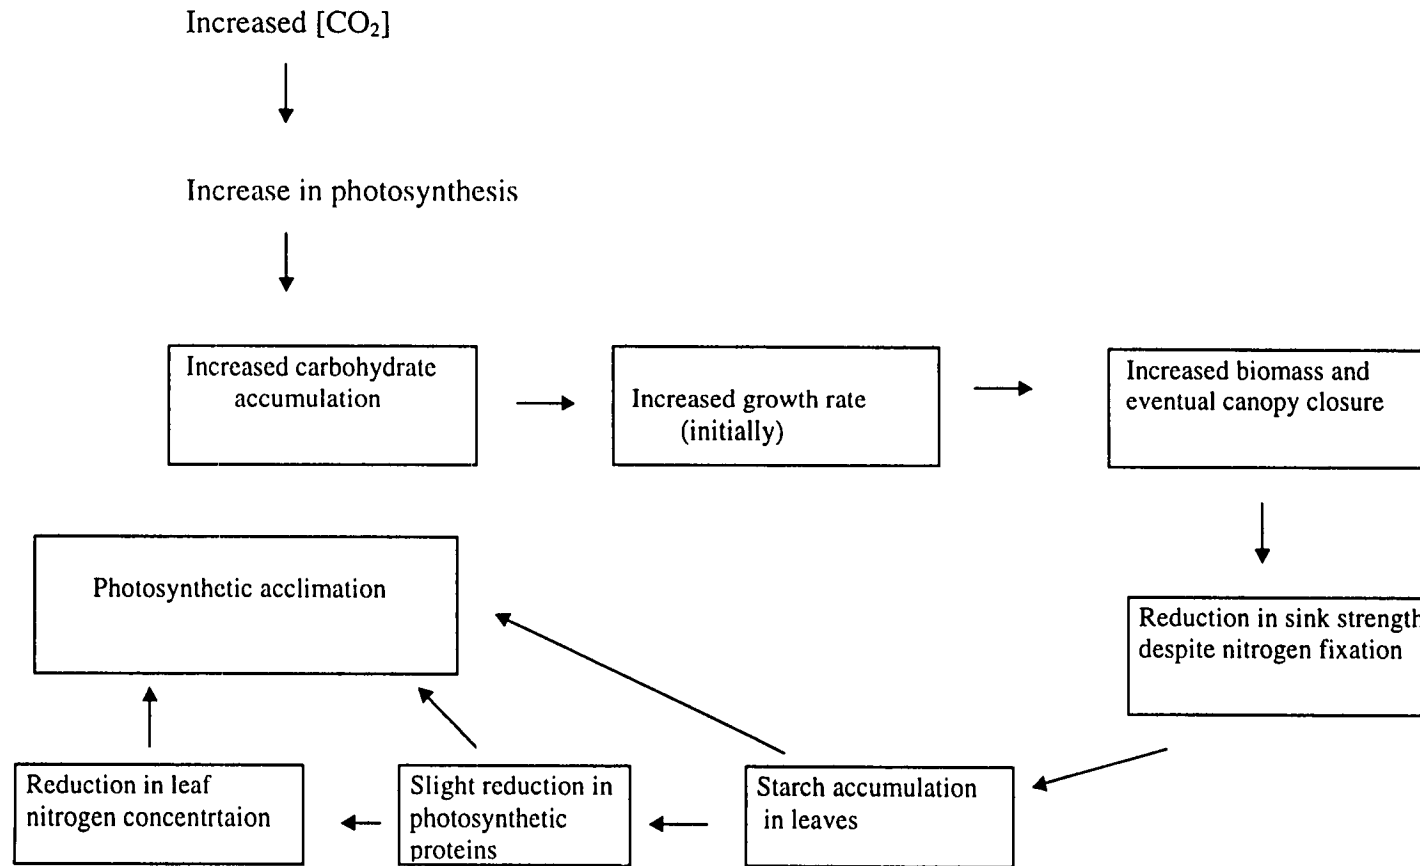 Increased [CO₂]
Increase in photosynthesis
Increased carbohydrate
accumulation
Increased growth rate
(initially)
Increased biomass and
eventual canopy closure
Reduction in sink strength
despite nitrogen fixation
Starch accumulation
in leaves
Slight reduction in
photosynthetic
proteins
Reduction in leaf
nitrogen concentrtaion
Photosynthetic acclimation